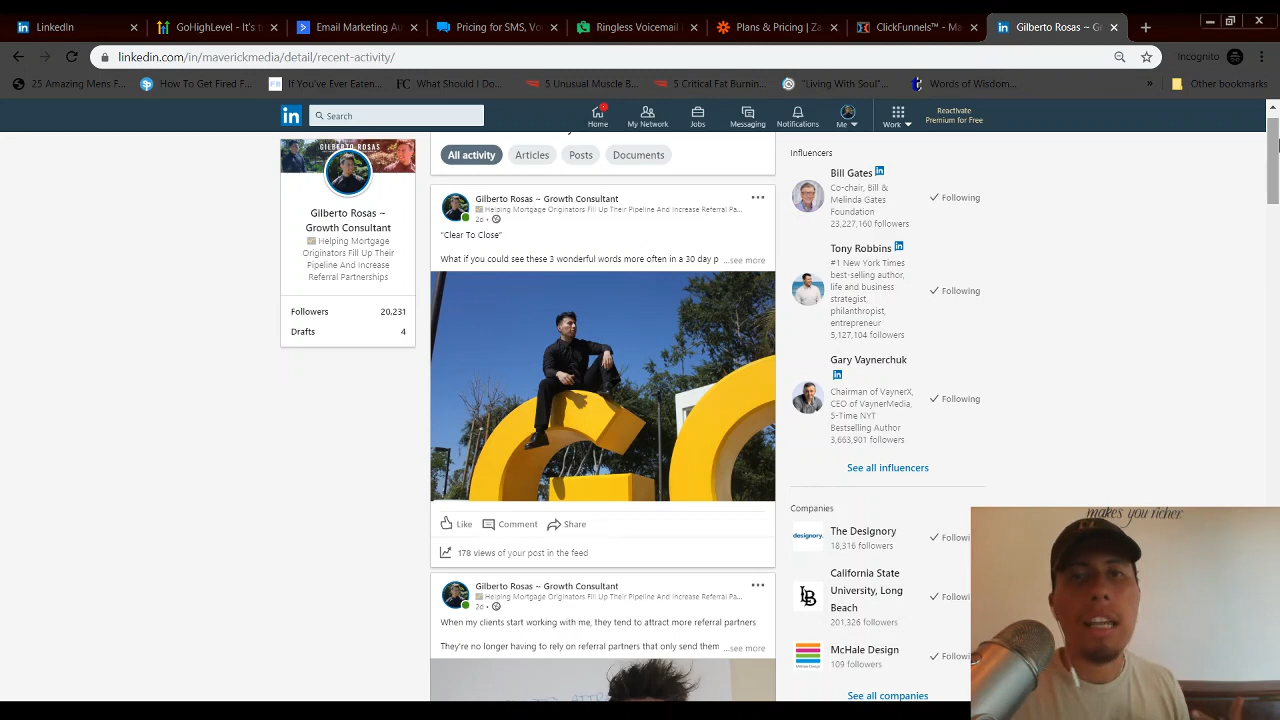 LinkedIn
GoHighLevel - It's t
Email Marketing Au
Pricing for SMS, Vo
Ringless Voicemail
Plans & Pricing | Za
ClickFunnels™ - Ma
Gilberto Rosas ~ Gr
linkedin.com/in/maverickmedia/detail/recent-activity/
Incognito
25 Amazing Mens F...
How To Get Fired F...
If You've Ever Eaten...
FC
What Should I Do...
5 Unusual Muscle B...
5 Critical Fat Burnin...
"Living With Soul"...
Words of Wisdom...
»
Other bookmarks
in
Search
Home
My Network
Jobs
Messaging
Notifications
Me
Work
Reactivate
Premium for Free
GILBERTO ROSAS
Gilberto Rosas ~
Growth Consultant
Helping Mortgage
Originators Fill Up Their
Pipeline And Increase
Referral Partnerships
Followers 20,231
Drafts 4
All activity
Articles
Posts
Documents
Gilberto Rosas ~ Growth Consultant
Helping Mortgage Originators Fill Up Their Pipeline And Increase Referral Pa...
2d •
"Clear To Close"
What if you could see these 3 wonderful words more often in a 30 day p ...see more
Like
Comment
Share
178 views of your post in the feed
Gilberto Rosas ~ Growth Consultant
Helping Mortgage Originators Fill Up Their Pipeline And Increase Referral Pa...
2d •
When my clients start working with me, they tend to attract more referral partners
They're no longer having to rely on referral partners that only send them ...see more
Influencers
Bill Gates
Co-chair, Bill &
Melinda Gates
Foundation
23,227,160 followers
Following
Tony Robbins
#1 New York Times
best-selling author,
life and business
strategist,
philanthropist,
entrepreneur
5,127,104 followers
Following
Gary Vaynerchuk
Chairman of VaynerX,
CEO of VaynerMedia,
5-Time NYT
Bestselling Author
3,663,901 followers
Following
See all influencers
Companies
designory.
The Designory
18,316 followers
Followi
LB
California State
University, Long
Beach
201,326 followers
Followi
McHale Design
109 followers
Followi
See all companies
makes you richer.